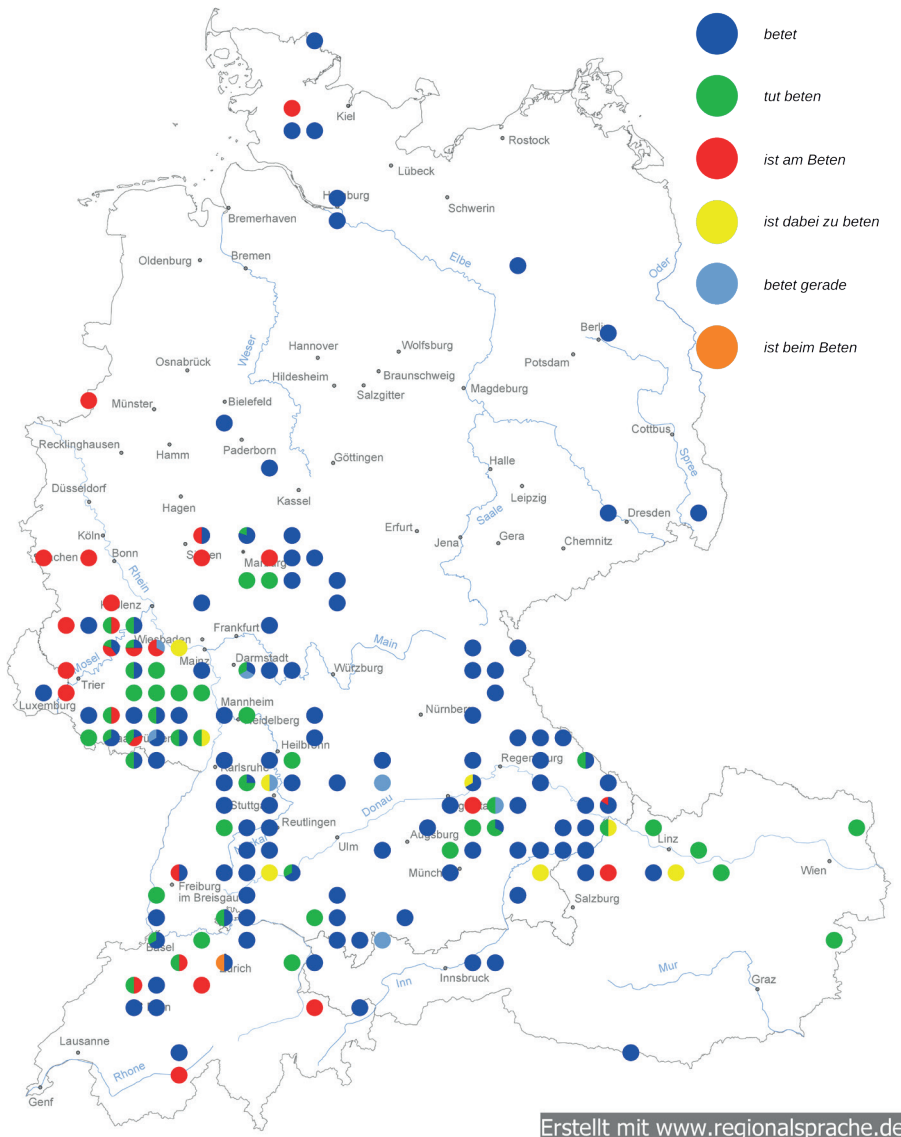 betet
Kiel
tut beten
Rostock
ist am Beten
Lübeck
Schwerin
Bremerhaven
ist dabei zu beten
Oldenburg
Bremen
Elbe
Oder
betet gerade
Berlin
ist beim Beten
Weser
Hannover
Wolfsburg
Potsdam
Osnabrück
Hildesheim
Braunschweig
Salzgitter
Magdeburg
Münster
Bielefeld
Recklinghausen
Hamm
Paderborn
Göttingen
Cottbus
Spree
Halle
Düsseldorf
Hagen
Kassel
Leipzig
Saale
Dresden
Köln
Erfurt
Jena
Gera
Chemnitz
Bonn
Rhein
Wiesbaden
Frankfurt
Main
Mosel
Mainz
Darmstadt
Würzburg
Trier
Luxemburg
Mannheim
Heidelberg
Nürnberg
Heilbronn
Karlsruhe
Regensburg
Stuttgart
Donau
Reutlingen
Ulm
Augsburg
Linz
Wien
München
Freiburg
im Breisgau
Salzburg
Basel
Zürich
Inn
Innsbruck
Mur
Graz
Lausanne
Rhone
Genf
Erstellt mit www.regionalsprache.de